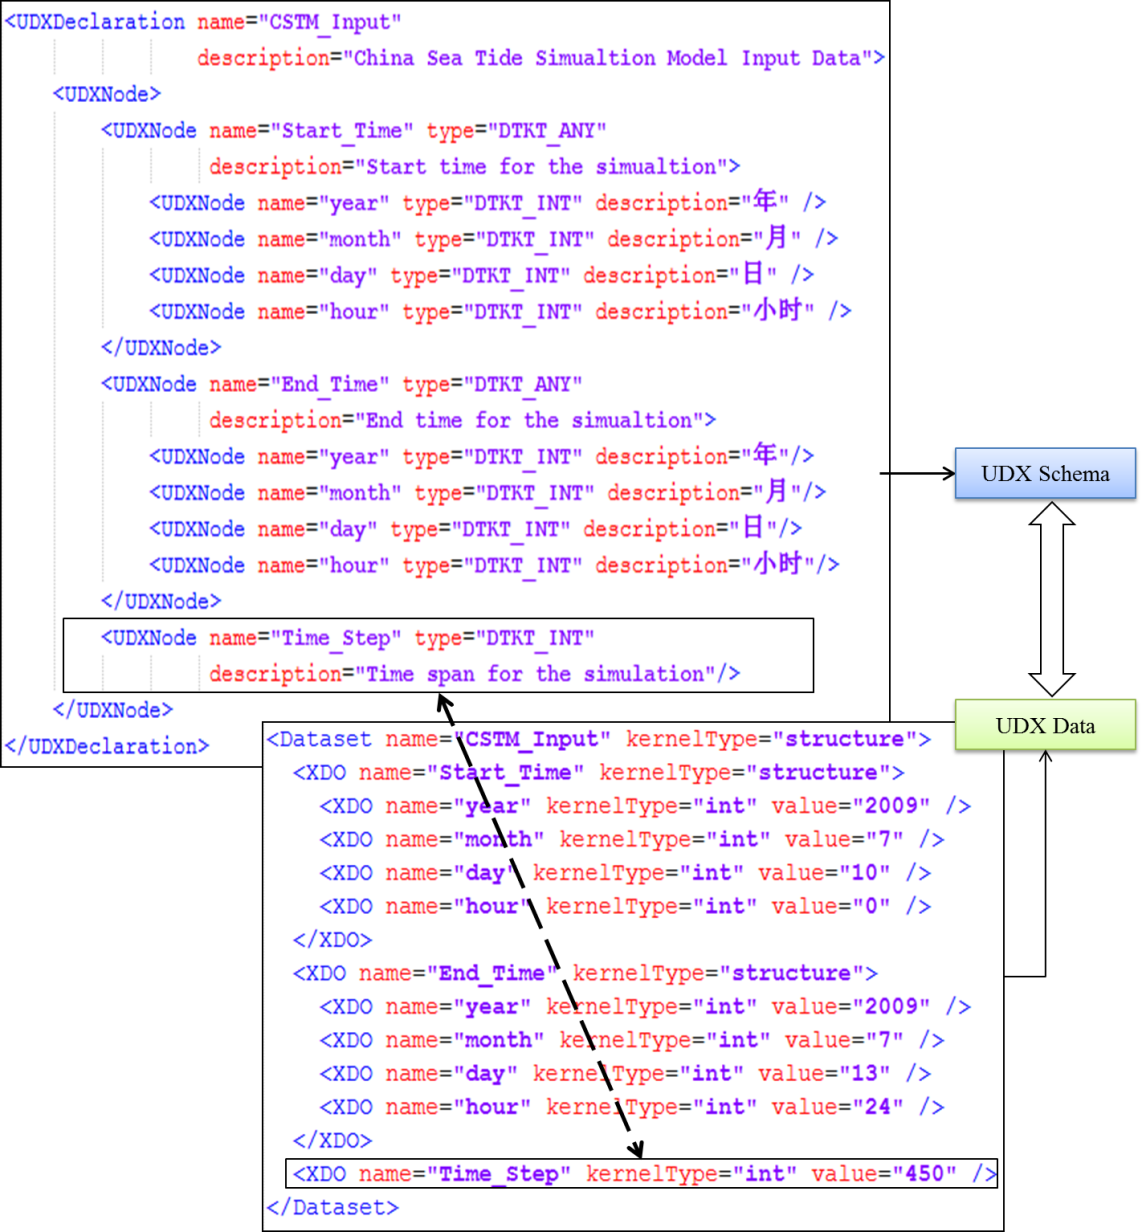 <UDXDeclaration name="CSTM_Input"
description="China Sea Tide Simualtion Model Input Data">
<UDXNode>
<UDXNode name="Start_Time" type="DTKT_ANY"
description="Start time for the simualtion">
<UDXNode name="year" type="DTKT_INT" description="年" />
<UDXNode name="month" type="DTKT_INT" description="月" />
<UDXNode name="day" type="DTKT_INT" description="日" />
<UDXNode name="hour" type="DTKT_INT" description="小时" />
</UDXNode>
<UDXNode name="End_Time" type="DTKT_ANY"
description="End time for the simualtion">
<UDXNode name="year" type="DTKT_INT" description="年"/>
<UDXNode name="month" type="DTKT_INT" description="月"/>
<UDXNode name="day" type="DTKT_INT" description="日"/>
<UDXNode name="hour" type="DTKT_INT" description="小时"/>
</UDXNode>
<UDXNode name="Time_Step" type="DTKT_INT"
description="Time span for the simulation"/>
</UDXNode>
</UDXDeclaration>
UDX Schema
UDX Data
<Dataset name="CSTM_Input" kernelType="structure">
<XDO name="Start_Time" kernelType="structure">
<XDO name="year" kernelType="int" value="2009" />
<XDO name="month" kernelType="int" value="7" />
<XDO name="day" kernelType="int" value="10" />
<XDO name="hour" kernelType="int" value="0" />
</XDO>
<XDO name="End_Time" kernelType="structure">
<XDO name="year" kernelType="int" value="2009" />
<XDO name="month" kernelType="int" value="7" />
<XDO name="day" kernelType="int" value="13" />
<XDO name="hour" kernelType="int" value="24" />
</XDO>
<XDO name="Time_Step" kernelType="int" value="450" />
</Dataset>